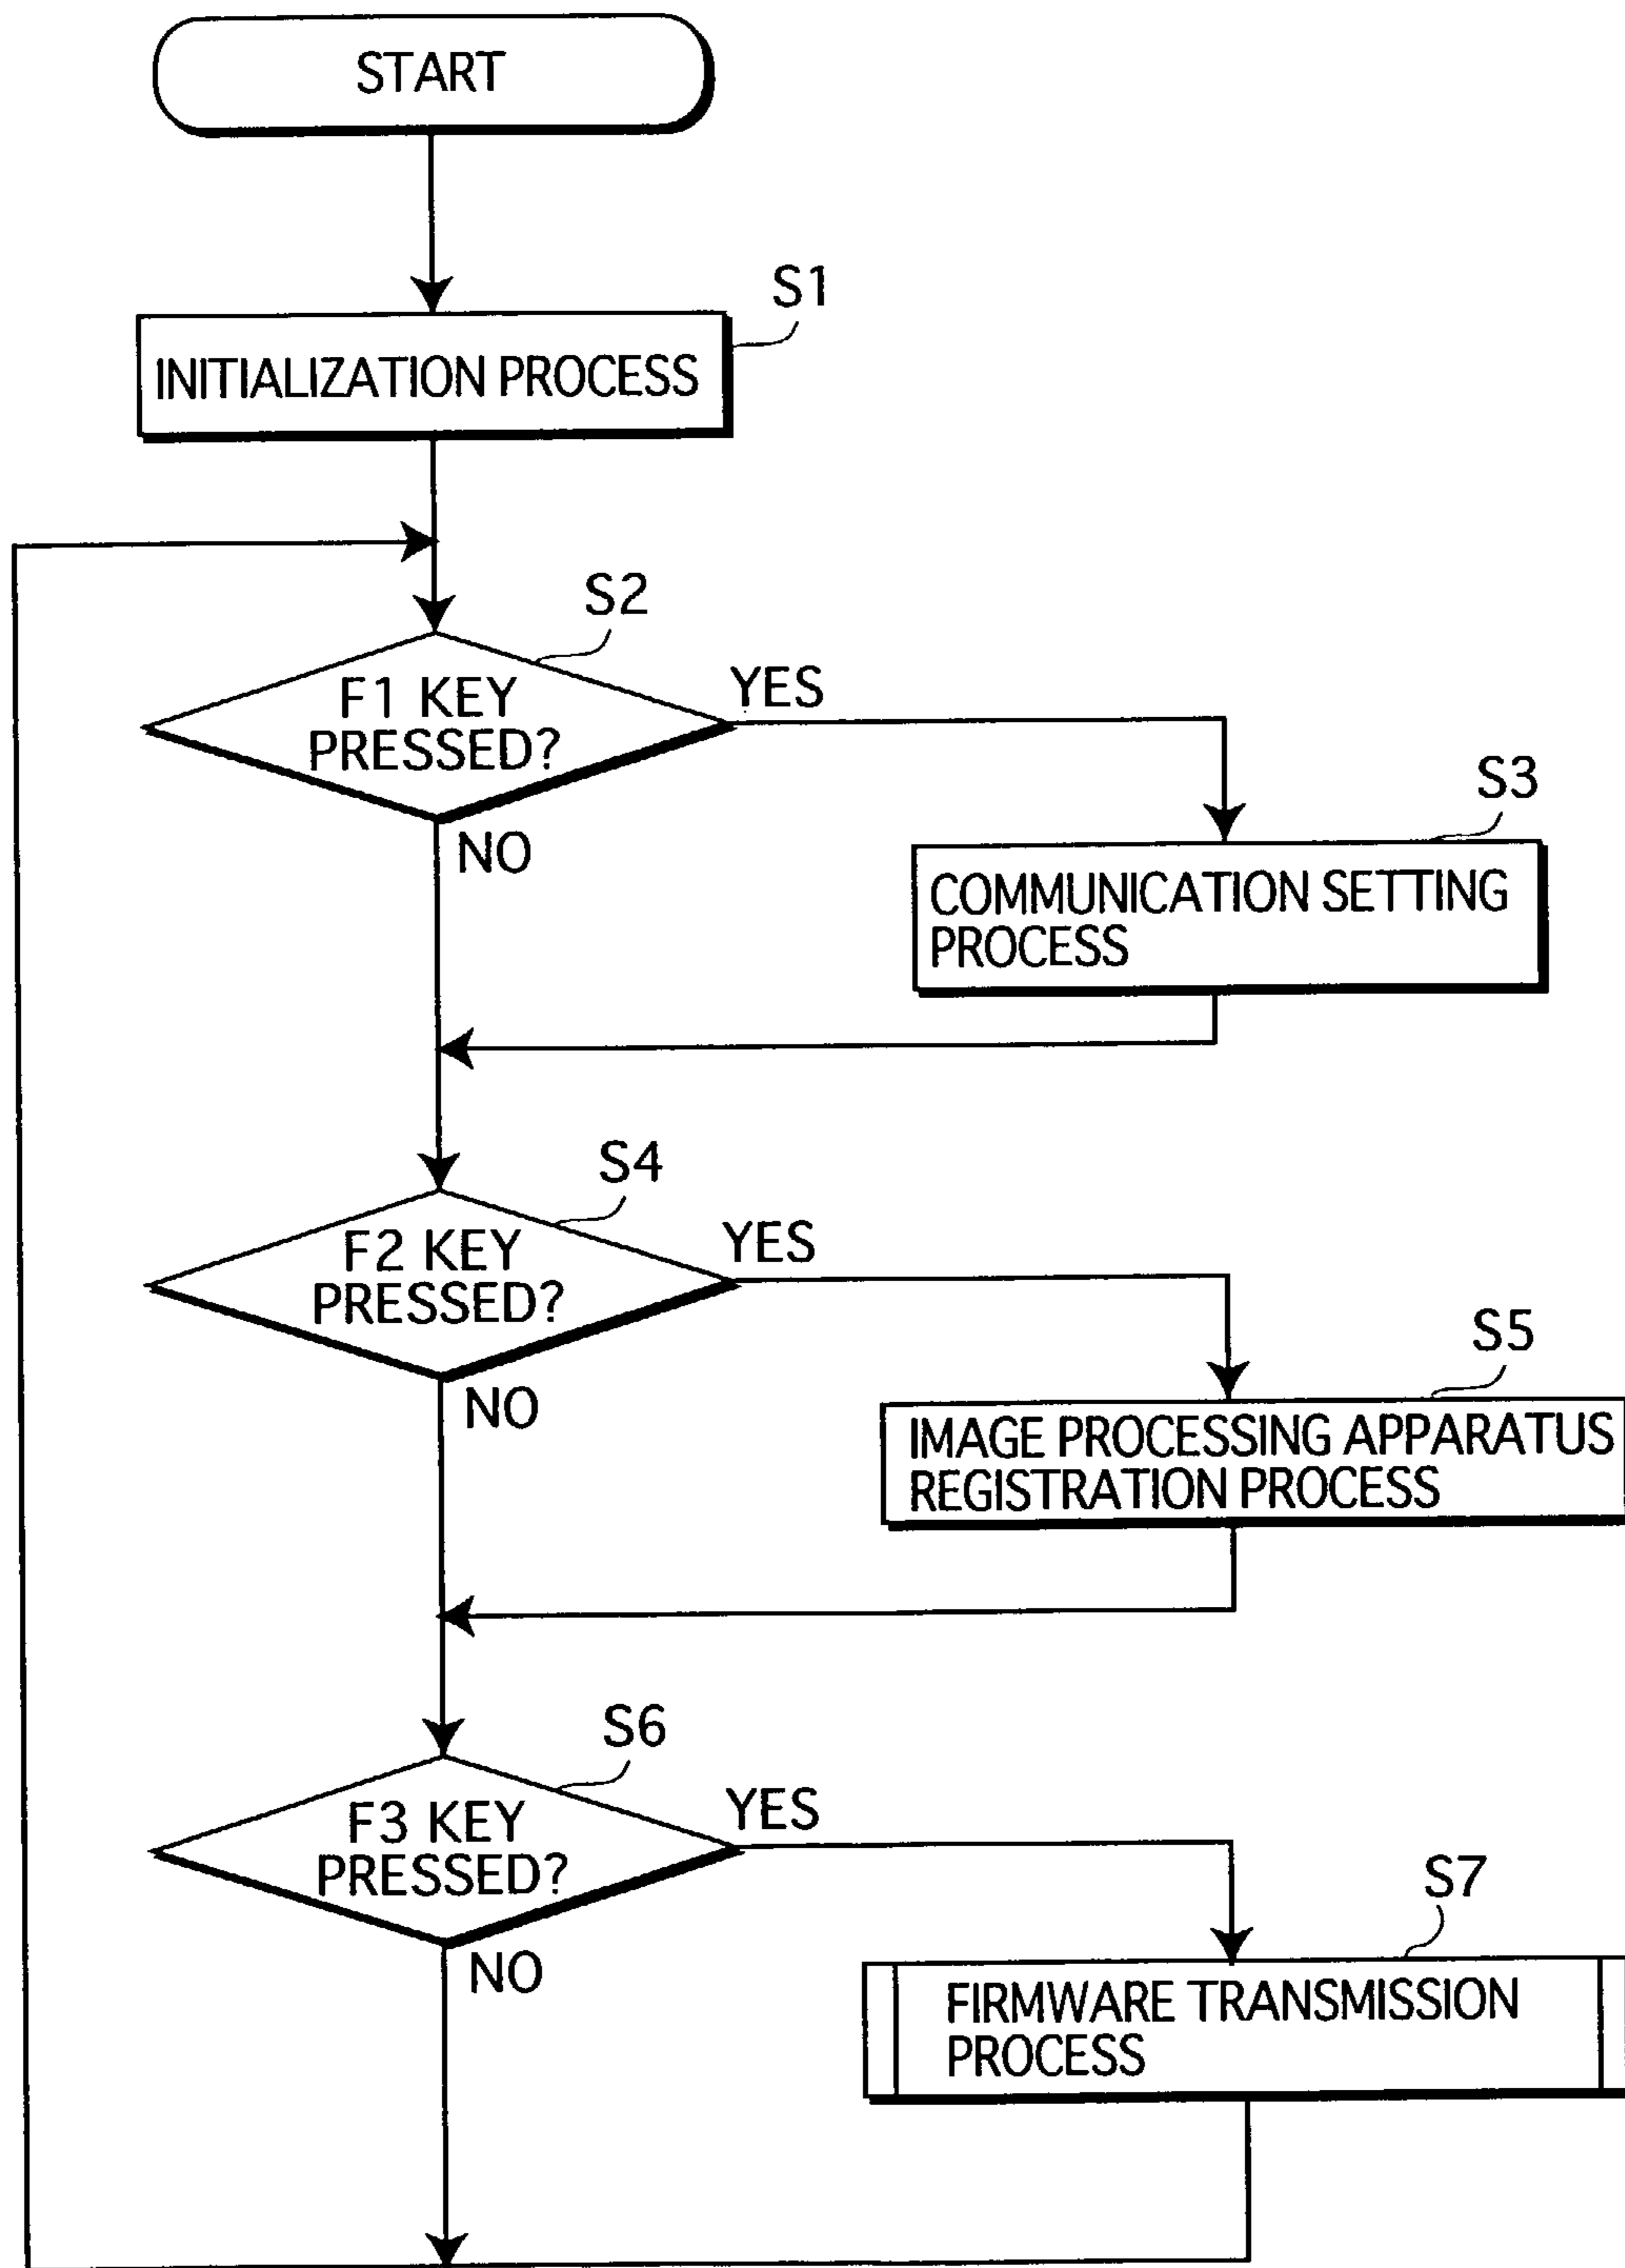 START
S1
INITIALIZATION PROCESS
S2
F1 KEY
PRESSED?
YES
NO
S3
COMMUNICATION SETTING
PROCESS
S4
F2 KEY
PRESSED?
YES
NO
S5
IMAGE PROCESSING APPARATUS
REGISTRATION PROCESS
S6
F3 KEY
PRESSED?
YES
NO
S7
FIRMWARE TRANSMISSION
PROCESS